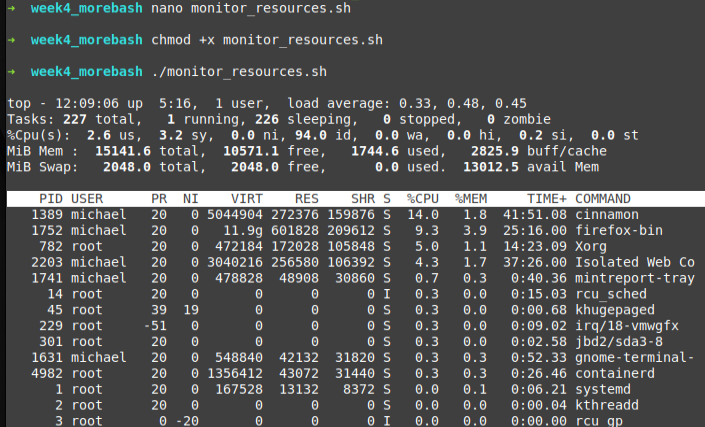 ➜ week4_morebash nano monitor_resources.sh
➜ week4_morebash chmod +x monitor_resources.sh
➜ week4_morebash ./monitor_resources.sh
top - 12:09:06 up 5:16, 1 user, load average: 0.33, 0.48, 0.45
Tasks: 227 total, 1 running, 226 sleeping, 0 stopped, 0 zombie
%Cpu(s): 2.6 us, 3.2 sy, 0.0 ni, 94.0 id, 0.0 wa, 0.0 hi, 0.2 si, 0.0 st
MiB Mem : 15141.6 total, 10571.1 free, 1744.6 used, 2825.9 buff/cache
MiB Swap: 2048.0 total, 2048.0 free, 0.0 used. 13012.5 avail Mem
PID USER PR NI VIRT RES SHR S %CPU %MEM TIME+ COMMAND
1389 michael 20 0 5044904 272376 159876 S 14.0 1.8 41:51.08 cinnamon
1752 michael 20 0 11.9g 601828 209612 S 9.3 3.9 25:16.00 firefox-bin
782 root 20 0 472184 172028 105848 S 5.0 1.1 14:23.09 Xorg
2203 michael 20 0 3040216 256580 106392 S 4.3 1.7 37:26.00 Isolated Web Co
1741 michael 20 0 478828 48908 30860 S 0.7 0.3 0:40.36 mintreport-tray
14 root 20 0 0 0 0 I 0.3 0.0 0:15.03 rcu_sched
45 root 39 19 0 0 0 S 0.3 0.0 0:00.68 khugepaged
229 root -51 0 0 0 0 S 0.3 0.0 0:09.02 irq/18-vmwgfx
301 root 20 0 0 0 0 S 0.3 0.0 0:02.58 jbd2/sda3-8
1631 michael 20 0 548840 42132 31820 S 0.3 0.3 0:52.33 gnome-terminal-
4982 root 20 0 1356412 43072 31440 S 0.3 0.3 0:26.46 containerd
1 root 20 0 167528 13132 8372 S 0.0 0.1 0:06.21 systemd
2 root 20 0 0 0 0 S 0.0 0.0 0:00.04 kthreadd
3 root 0 -20 0 0 0 I 0.0 0.0 0:00.00 rcu_gp